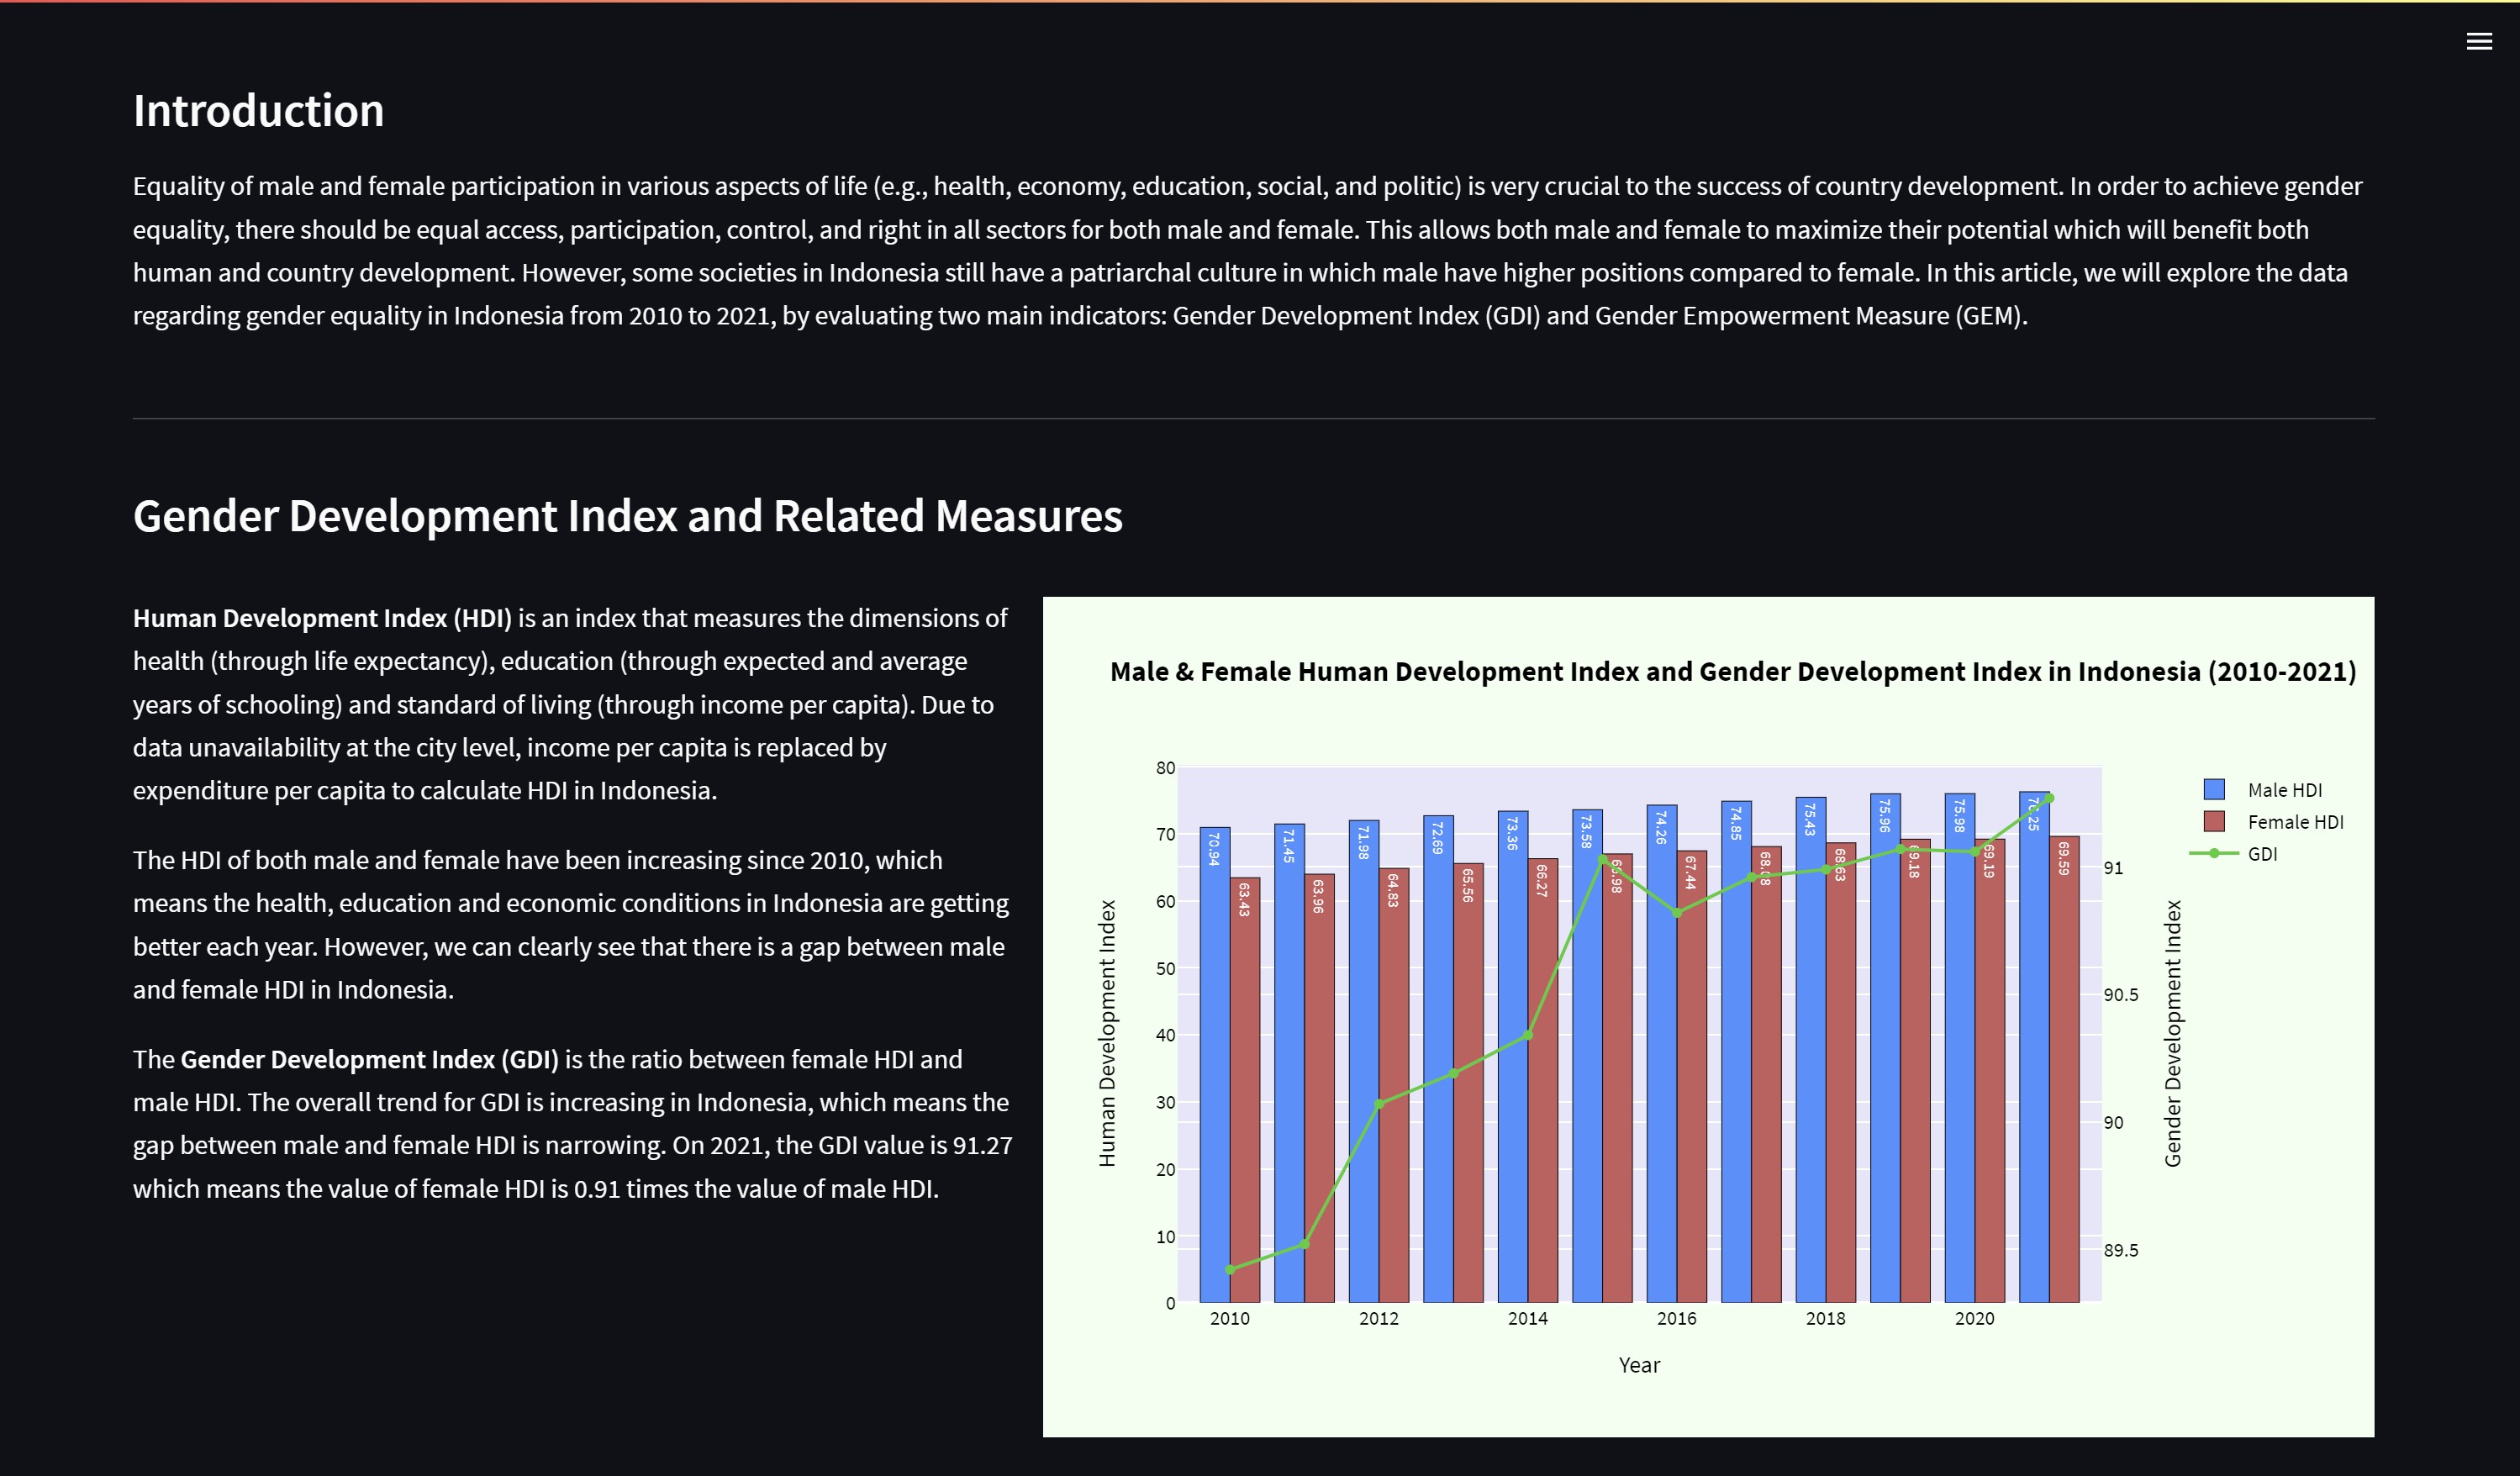 Introduction
Equality of male and female participation in various aspects of life (e.g., health, economy, education, social, and politic) is very crucial to the success of country development. In order to achieve gender
equality, there should be equal access, participation, control, and right in all sectors for both male and female. This allows both male and female to maximize their potential which will benefit both
human and country development. However, some societies in Indonesia still have a patriarchal culture in which male have higher positions compared to female. In this article, we will explore the data
regarding gender equality in Indonesia from 2010 to 2021, by evaluating two main indicators: Gender Development Index (GDI) and Gender Empowerment Measure (GEM).
Gender Development Index and Related Measures
Human Development Index (HDI) is an index that measures the dimensions of
health (through life expectancy), education (through expected and average
years of schooling) and standard of living (through income per capita). Due to
data unavailability at the city level, income per capita is replaced by
expenditure per capita to calculate HDI in Indonesia.
The HDI of both male and female have been increasing since 2010, which
means the health, education and economic conditions in Indonesia are getting
better each year. However, we can clearly see that there is a gap between male
and female HDI in Indonesia.
The Gender Development Index (GDI) is the ratio between female HDI and
male HDI. The overall trend for GDI is increasing in Indonesia, which means the
gap between male and female HDI is narrowing. On 2021, the GDI value is 91.27
which means the value of female HDI is 0.91 times the value of male HDI.
Male & Female Human Development Index and Gender Development Index in Indonesia (2010-2021)
Human Development Index
80
70
60
50
40
30
20
10
0
70.94
63.43
71.45
63.96
71.98
64.83
72.69
65.56
73.36
66.27
73.58
74.26
67.44
74.85
75.43
68.63
75.96
69.18
75.98
69.19
69.59
2010
2012
2014
2016
2018
2020
Year
91
90.5
90
89.5
Gender Development Index
Male HDI
Female HDI
GDI